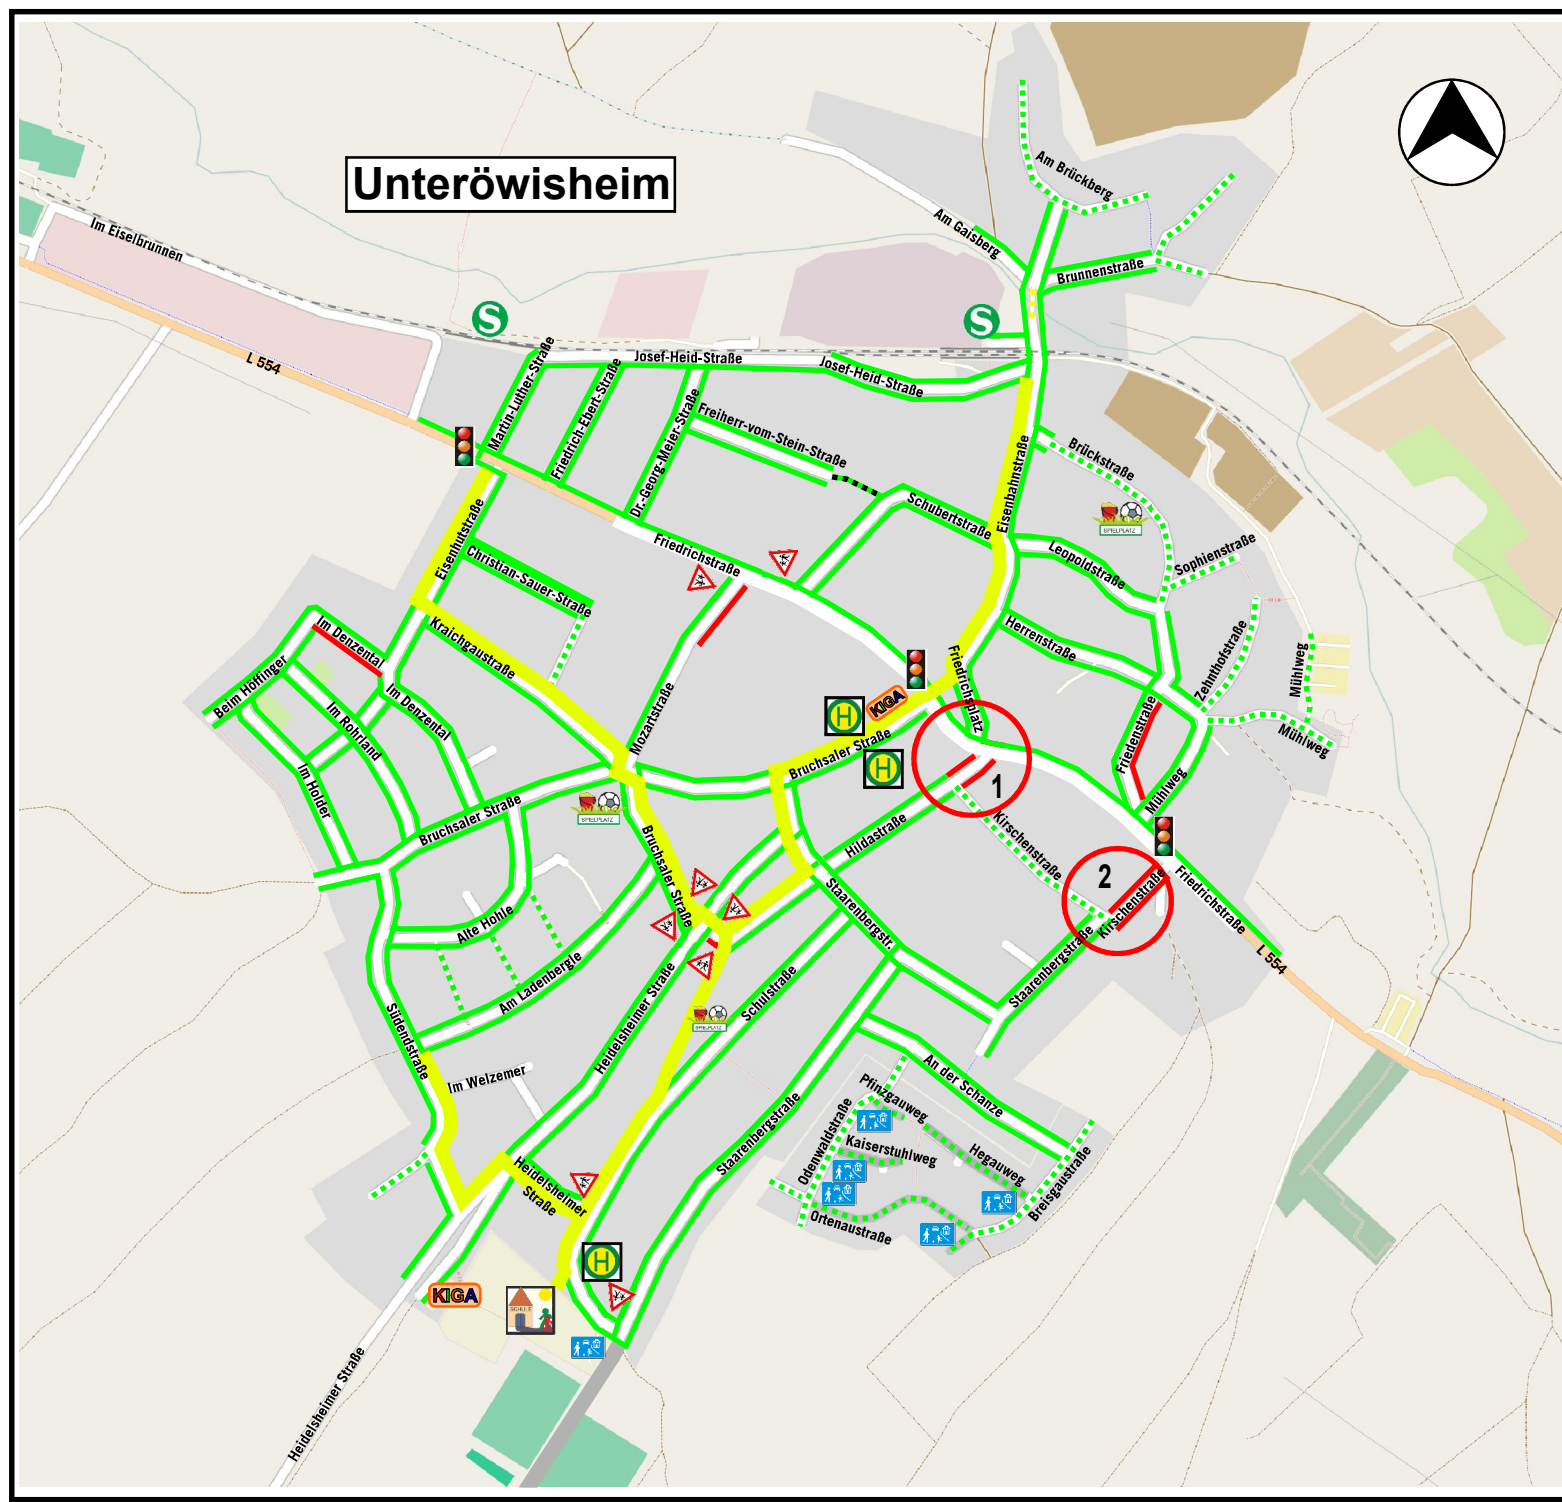 Unteröwisheim
Am Brückberg
Am Gaisberg
Brunnenstraße
Im Eiselbrunnen
S
S
L 554
Josef-Heid-Straße
Josef-Heid-Straße
Martin-Luther-Straße
Friedrich-Ebert-Straße
Dr.-Georg-Meier-Straße
Freiherr-vom-Stein-Straße
Eisenbahnstraße
Brückstraße
Schubertstraße
SPIELPLATZ
Leopoldstraße
Sophienstraße
Eisenhutstraße
Christian-Sauer-Straße
Friedrichstraße
Kraichgaustraße
Im Denzental
Herrenstraße
Zehnthofstraße
Mühlweg
Mühlweg
Beim Höffinger
Im Rohrland
Im Denzental
Mozartstraße
Friedrichsplatz
KIGA
H
H
Bruchsaler Straße
Friedenstraße
Mühlweg
Im Holder
Bruchsaler Straße
SPIELPLATZ
1
Kirschenstraße
Hildastraße
Bruchsaler Straße
2
Kirschenstraße
Friedrichstraße
L 554
Staarenbergstr.
Staarenbergstraße
Alte Hohle
Am Ladenbergle
Südendstraße
Heidelsheimer Straße
Schulstraße
SPIELPLATZ
Im Welzemer
An der Schanze
Pfinzgauweg
Odenwaldstraße
Kaiserstuhlweg
Hegauweg
Breisgaustraße
Ortenaustraße
Staarenbergstraße
Heidelsheimer
Straße
H
KIGA
SCHULE
Heidelsheimer Straße